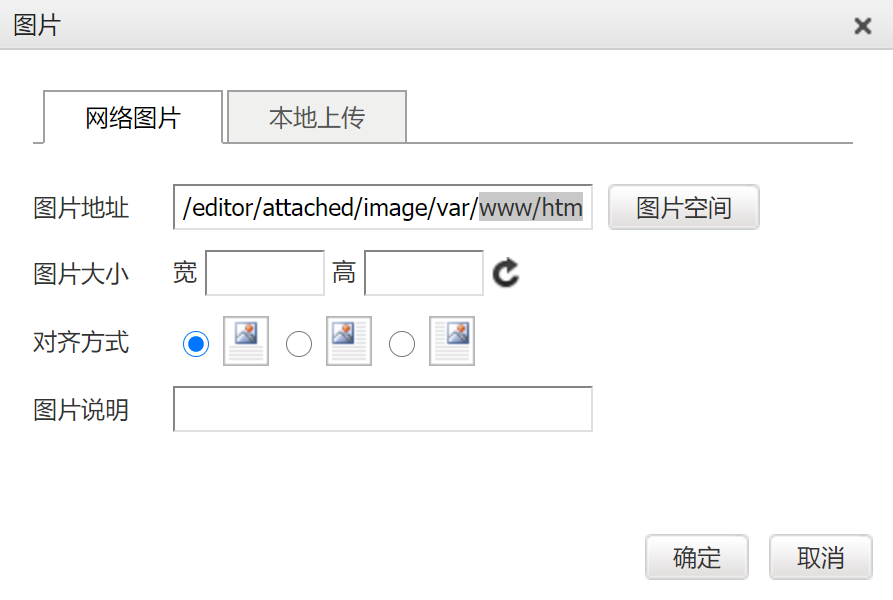 图片
网络图片 本地上传
图片地址 /editor/attached/image/var/www/htm 图片空间
图片大小 宽 高
对齐方式
图片说明
确定 取消